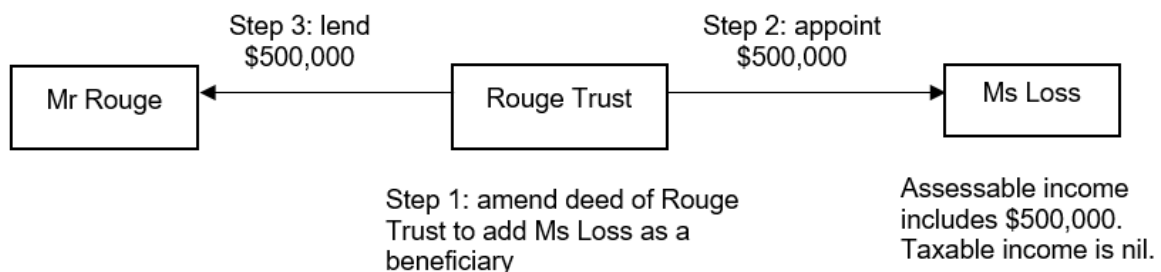 Step 3: lend
$500,000
Step 2: appoint
$500,000
Mr Rouge
Rouge Trust
Ms Loss
Step 1: amend deed of Rouge
Trust to add Ms Loss as a
beneficiary
Assessable income
includes $500,000.
Taxable income is nil.